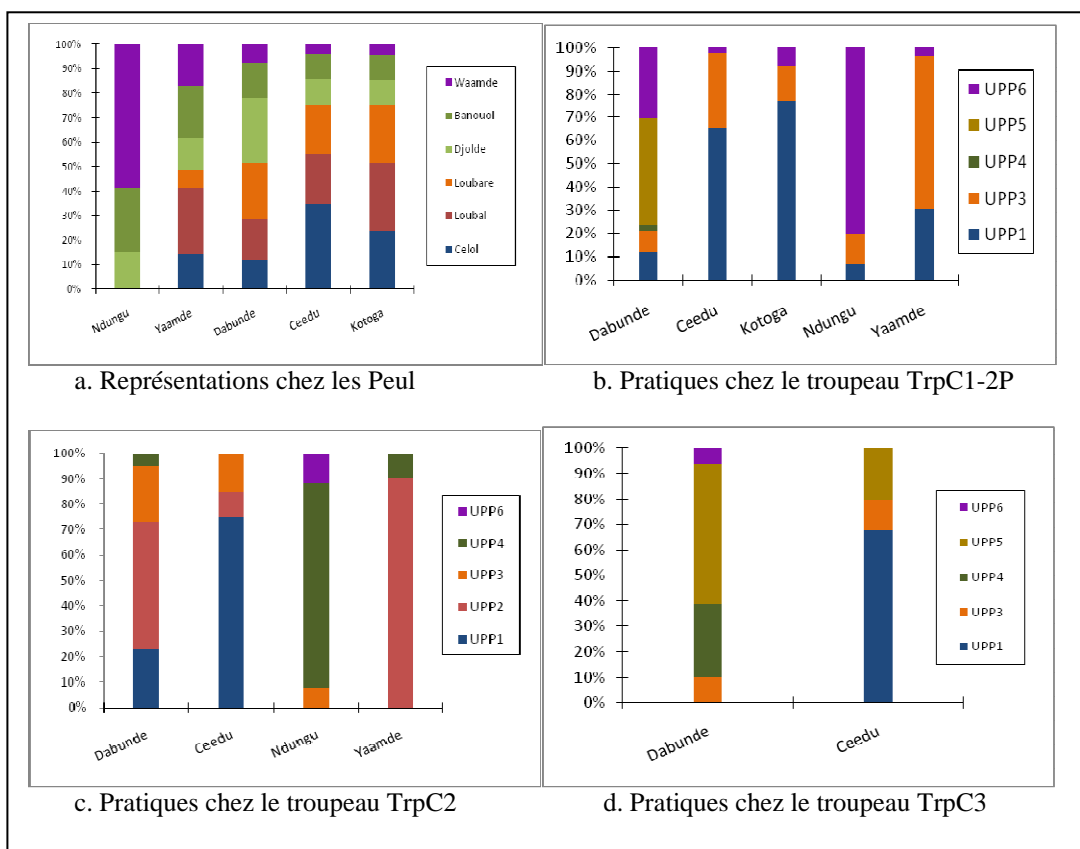 100%
90%
80%
70%
60%
50%
40%
30%
20%
10%
0%
Ndungu
Yaamde
Dabunde
Ceedu
Kotoga
Waamde
Banouol
Djolde
Loubare
Loubal
Celol
a. Représentations chez les Peul
100%
90%
80%
70%
60%
50%
40%
30%
20%
10%
0%
Dabunde
Ceedu
Kotoga
Ndungu
Yaamde
UPP6
UPP5
UPP4
UPP3
UPP1
b. Pratiques chez le troupeau TrpC1-2P
100%
90%
80%
70%
60%
50%
40%
30%
20%
10%
0%
Dabunde
Ceedu
Ndungu
Yaamde
UPP6
UPP4
UPP3
UPP2
UPP1
c. Pratiques chez le troupeau TrpC2
100%
90%
80%
70%
60%
50%
40%
30%
20%
10%
0%
Dabunde
Ceedu
UPP6
UPP5
UPP4
UPP3
UPP1
d. Pratiques chez le troupeau TrpC3